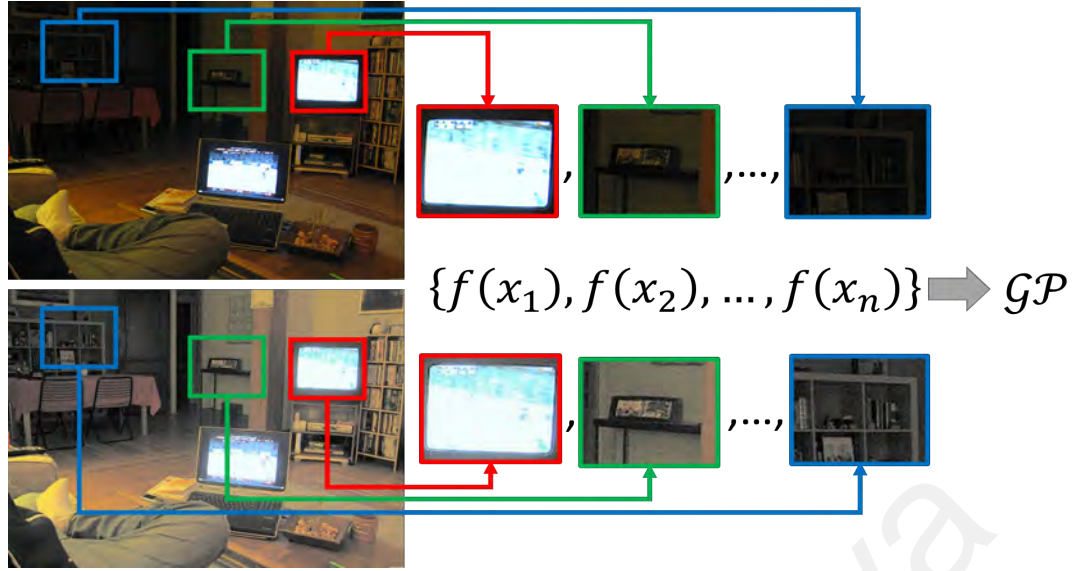 , ,…,
{f(x₁), f(x₂), … , f(xₙ)} 𝒢𝒫
, ,…,